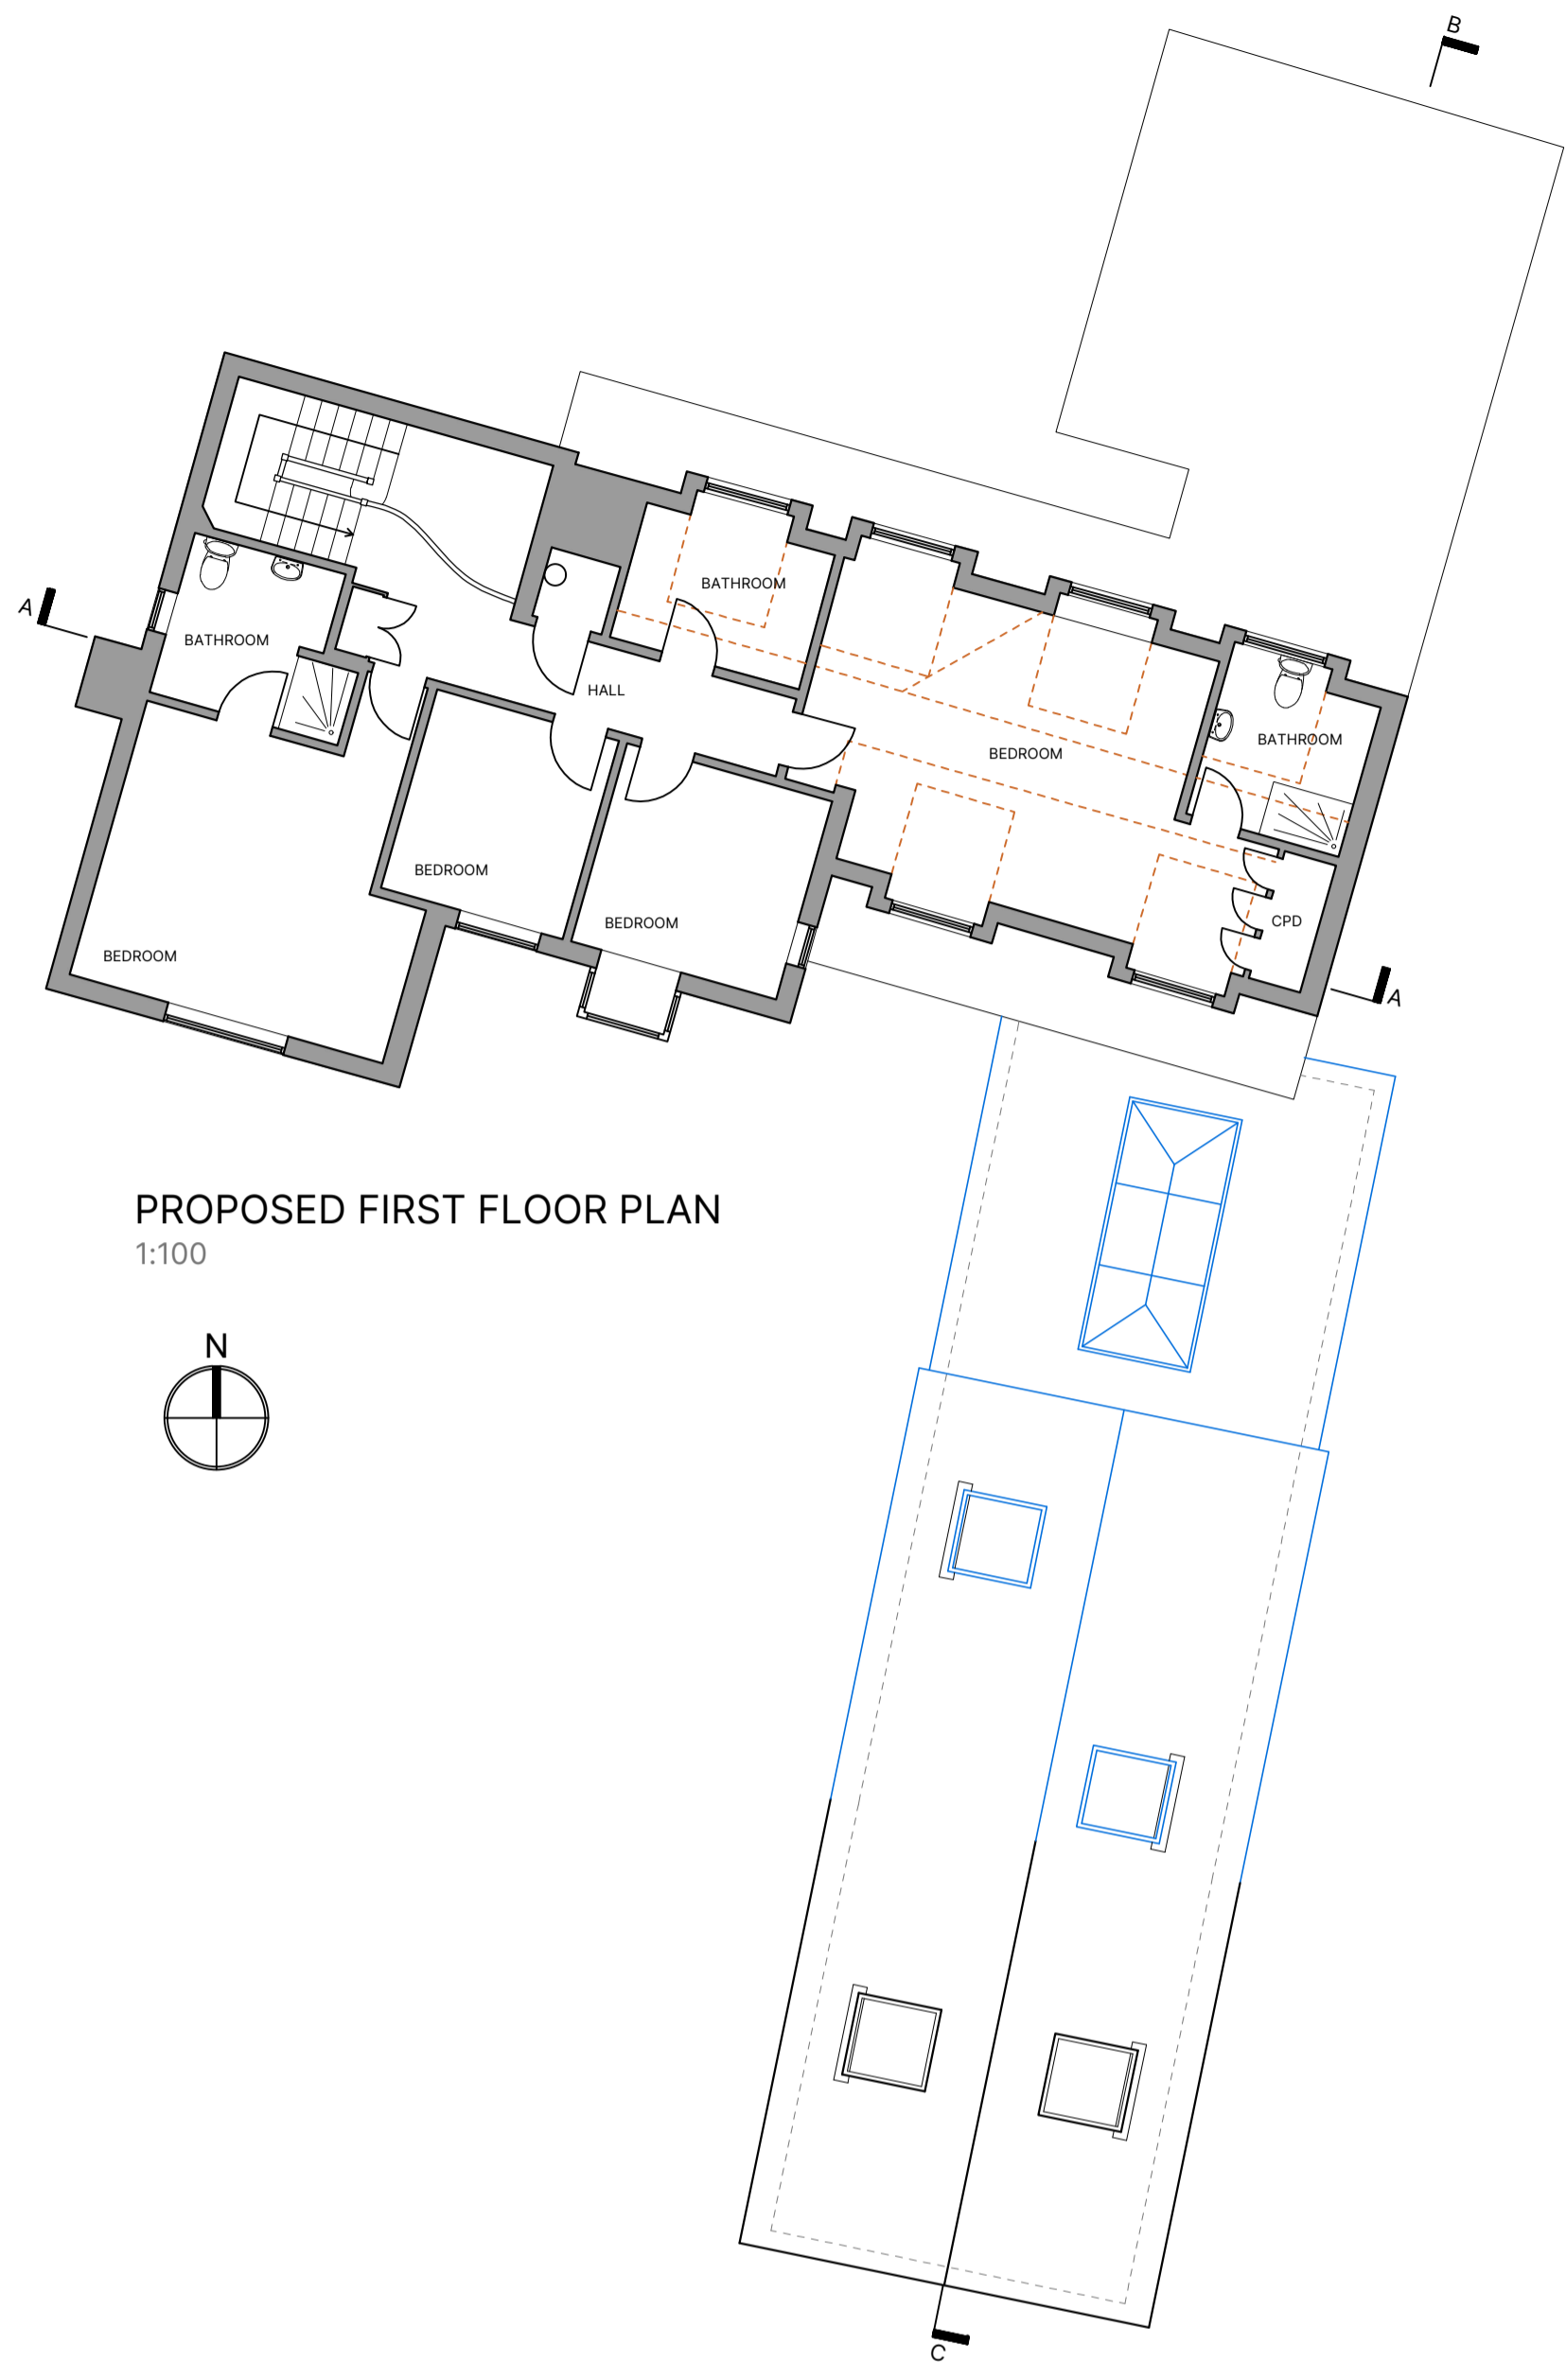 B
BATHROOM
A
BATHROOM
HALL
BATHROOM
BEDROOM
BEDROOM
BEDROOM
CPD
BEDROOM
A
PROPOSED FIRST FLOOR PLAN
1:100
N
C